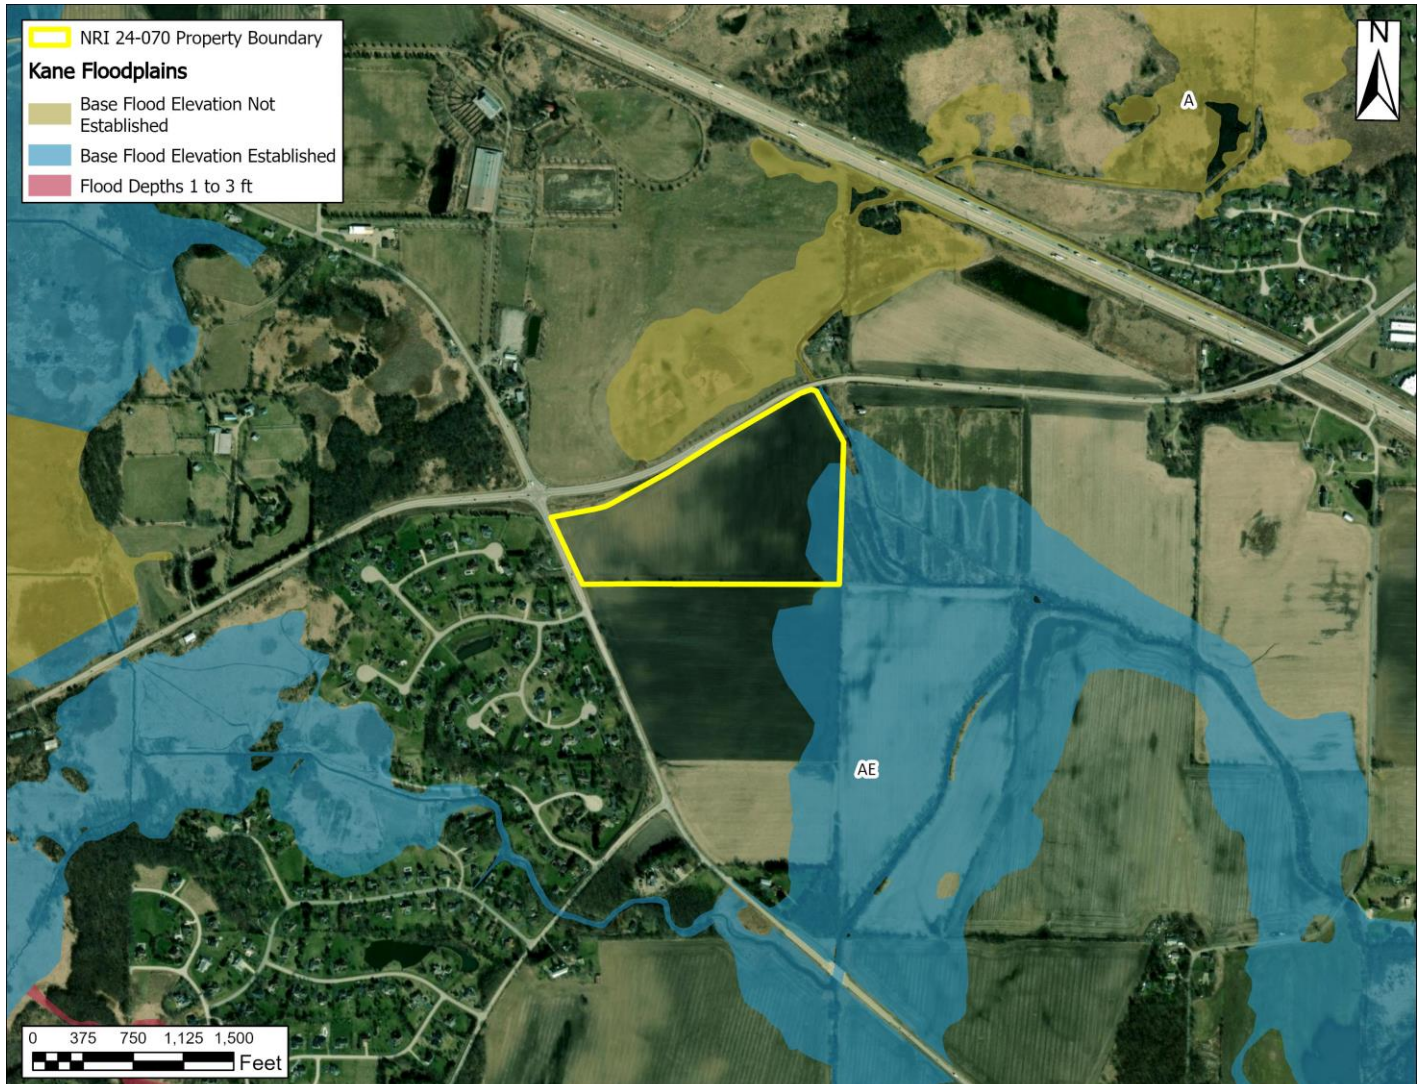 NRI 24-070 Property Boundary
Kane Floodplains
Base Flood Elevation Not
Established
Base Flood Elevation Established
Flood Depths 1 to 3 ft
N
A
AE
0 375 750 1,125 1,500
Feet